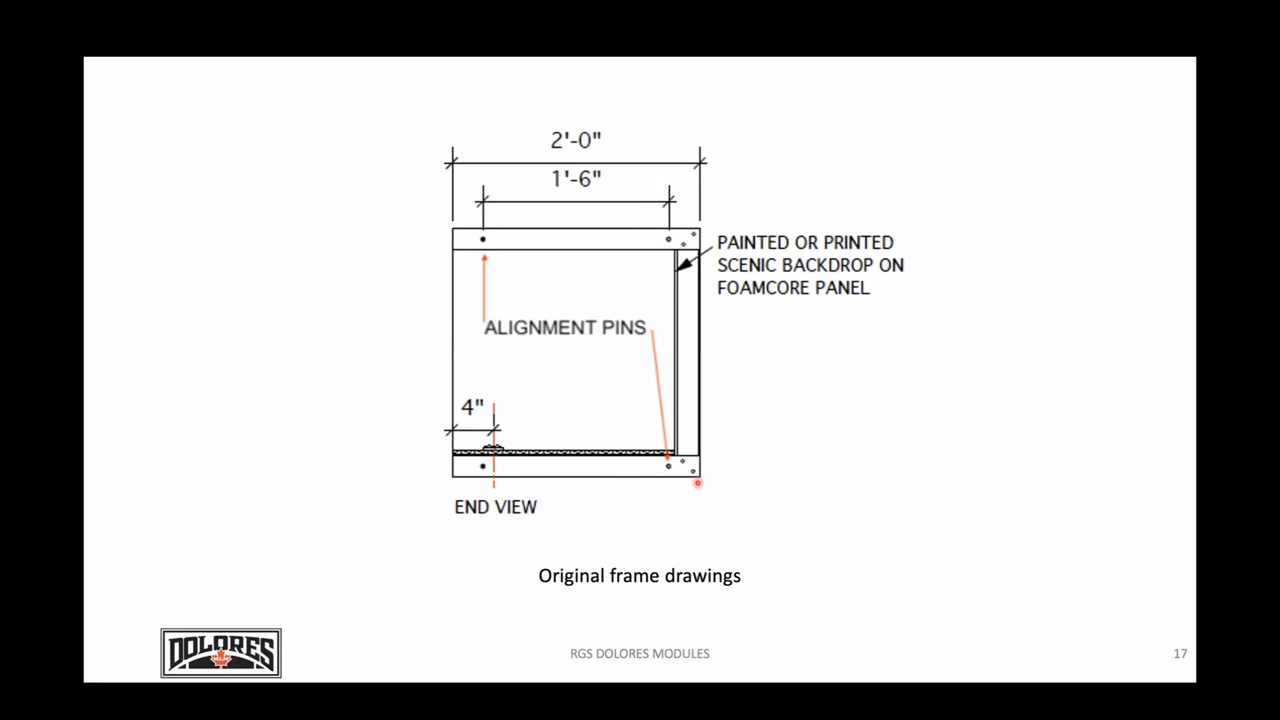 2'-0"
1'-6"
PAINTED OR PRINTED
SCENIC BACKDROP ON
FOAMCORE PANEL
ALIGNMENT PINS
4"
END VIEW
Original frame drawings
DOLORES
RGS DOLORES MODULES
17